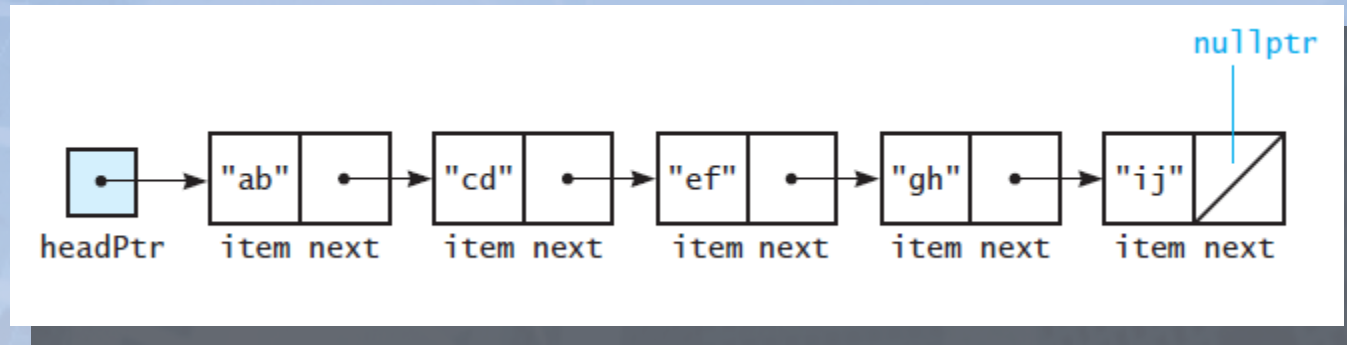 nullptr
"ab" "cd" "ef" "gh" "ij"
headPtr item next item next item next item next item next